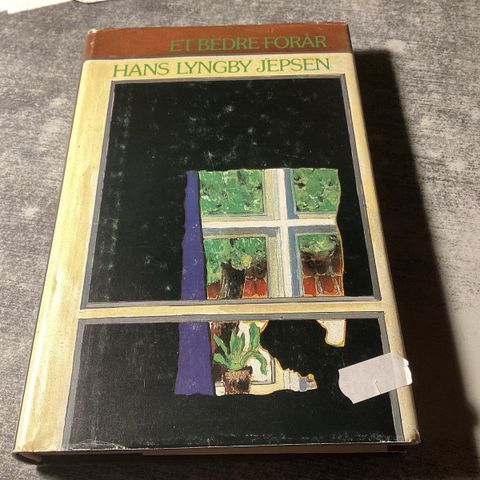 ET BEDRE FORÅR
HANS LYNGBY JEPSEN